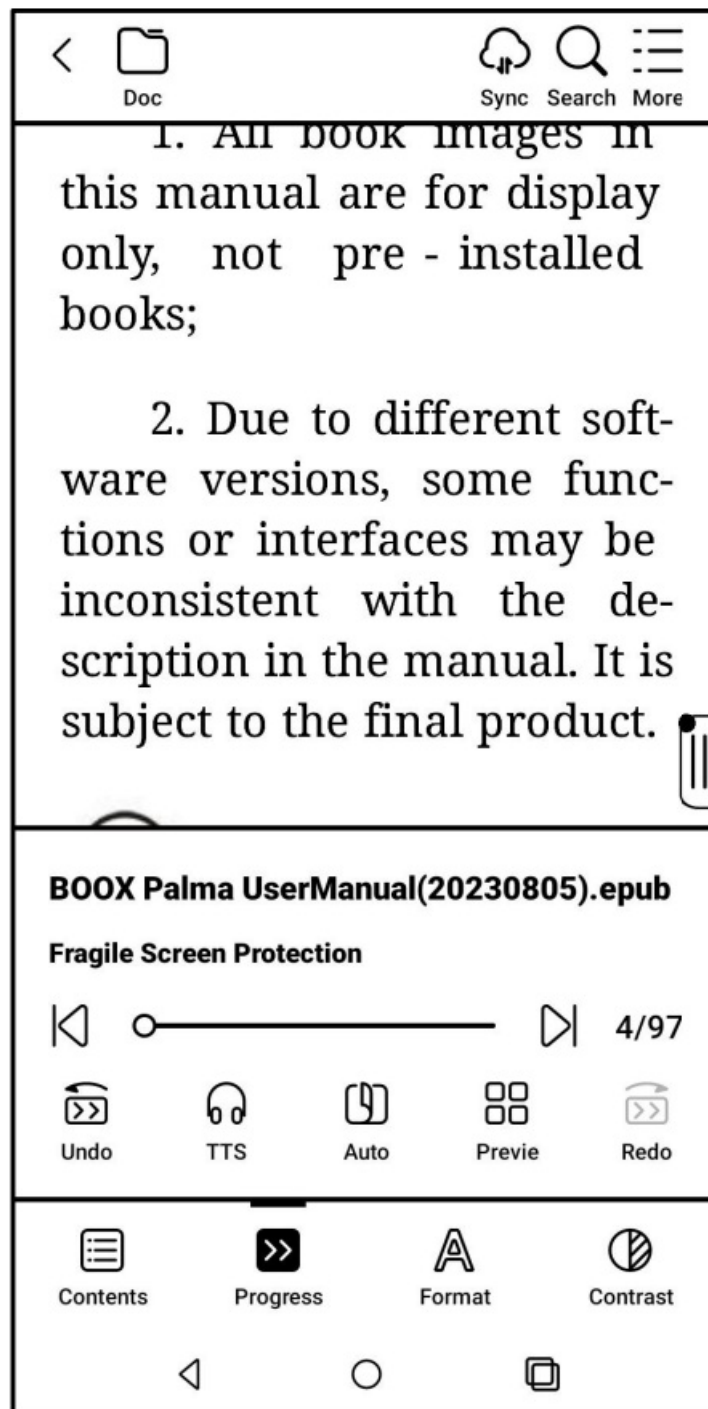 Doc
Sync Search More
1. All book images in
this manual are for display
only, not pre - installed
books;
2. Due to different soft-
ware versions, some func-
tions or interfaces may be
inconsistent with the de-
scription in the manual. It is
subject to the final product.
BOOX Palma UserManual(20230805).epub
Fragile Screen Protection
4/97
Undo TTS Auto Previe Redo
Contents Progress Format Contrast